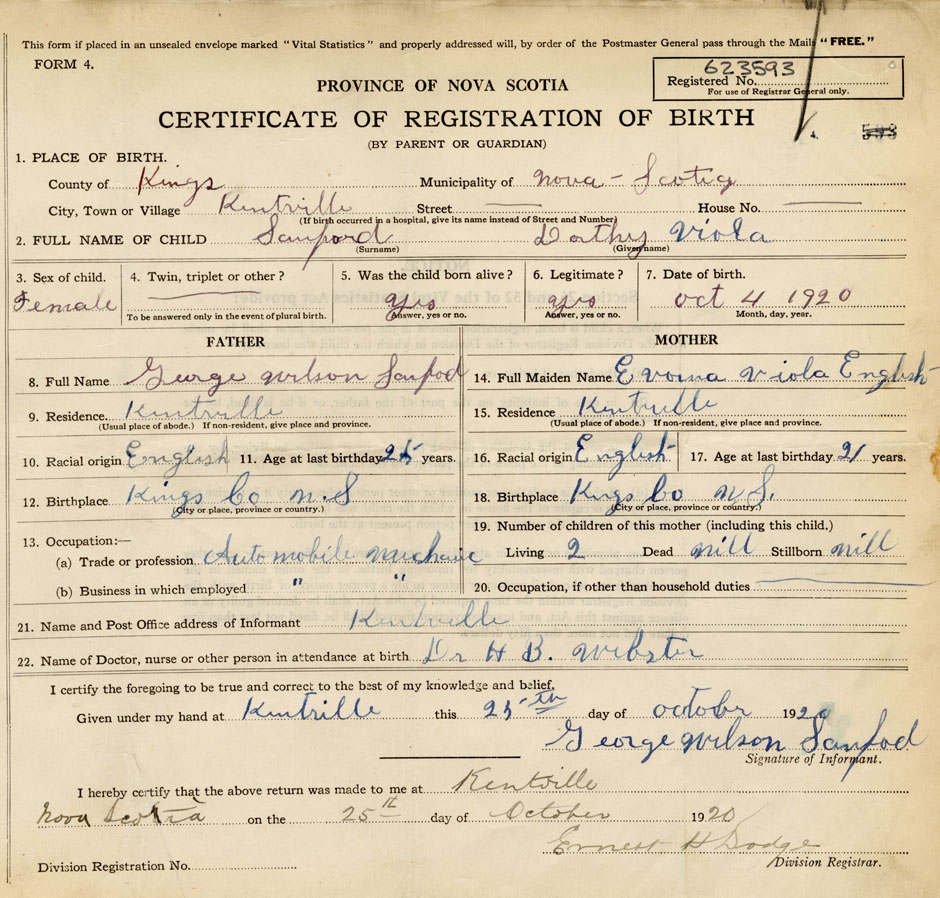 This form if placed in an unsealed envelope marked "Vital Statistics" and properly addressed will, by order of the Postmaster General pass through the Mails "FREE."
FORM 4.
623593
Registered No.
For use of Registrar General only.
PROVINCE OF NOVA SCOTIA
CERTIFICATE OF REGISTRATION OF BIRTH
(BY PARENT OR GUARDIAN)
593
1. PLACE OF BIRTH.
County of Kings Municipality of Nova-Scotia
City, Town or Village Kentville Street — House No. —
(If birth occurred in a hospital, give its name instead of Street and Number)
2. FULL NAME OF CHILD Sanford Dorthy Viola
(Surname) (Given name)
3. Sex of child. 4. Twin, triplet or other? 5. Was the child born alive? 6. Legitimate? 7. Date of birth.
Female — yes yes oct 4 1920
To be answered only in the event of plural birth. Answer, yes or no. Answer, yes or no. Month, day, year.
FATHER MOTHER
8. Full Name George Wilson Sanfod 14. Full Maiden Name Evorna Viola English
9. Residence. Kentville 15. Residence Kentville
(Usual place of abode.) If non-resident, give place and province. (Usual place of abode.) If non-resident, give place and province.
10. Racial origin English 11. Age at last birthday 25 years. 16. Racial origin English 17. Age at last birthday 21 years.
12. Birthplace Kings Co N.S 18. Birthplace Kings Co N.S.
(City or place, province or country.) (City or place, province or country.)
13. Occupation:— 19. Number of children of this mother (including this child.)
(a) Trade or profession Automobile Michanic Living 2 Dead nill Stillborn nill
(b) Business in which employed " " 20. Occupation, if other than household duties —
21. Name and Post Office address of Informant Kentville
22. Name of Doctor, nurse or other person in attendance at birth Dr H B. Webster
I certify the foregoing to be true and correct to the best of my knowledge and belief.
Given under my hand at Kentville this 25th day of october 1920
George Wilson Sanfod
Signature of Informant.
I hereby certify that the above return was made to me at Kentville
Nova Scotia on the 25th day of October 1920
Ernest H Dodge
Division Registration No. Division Registrar.